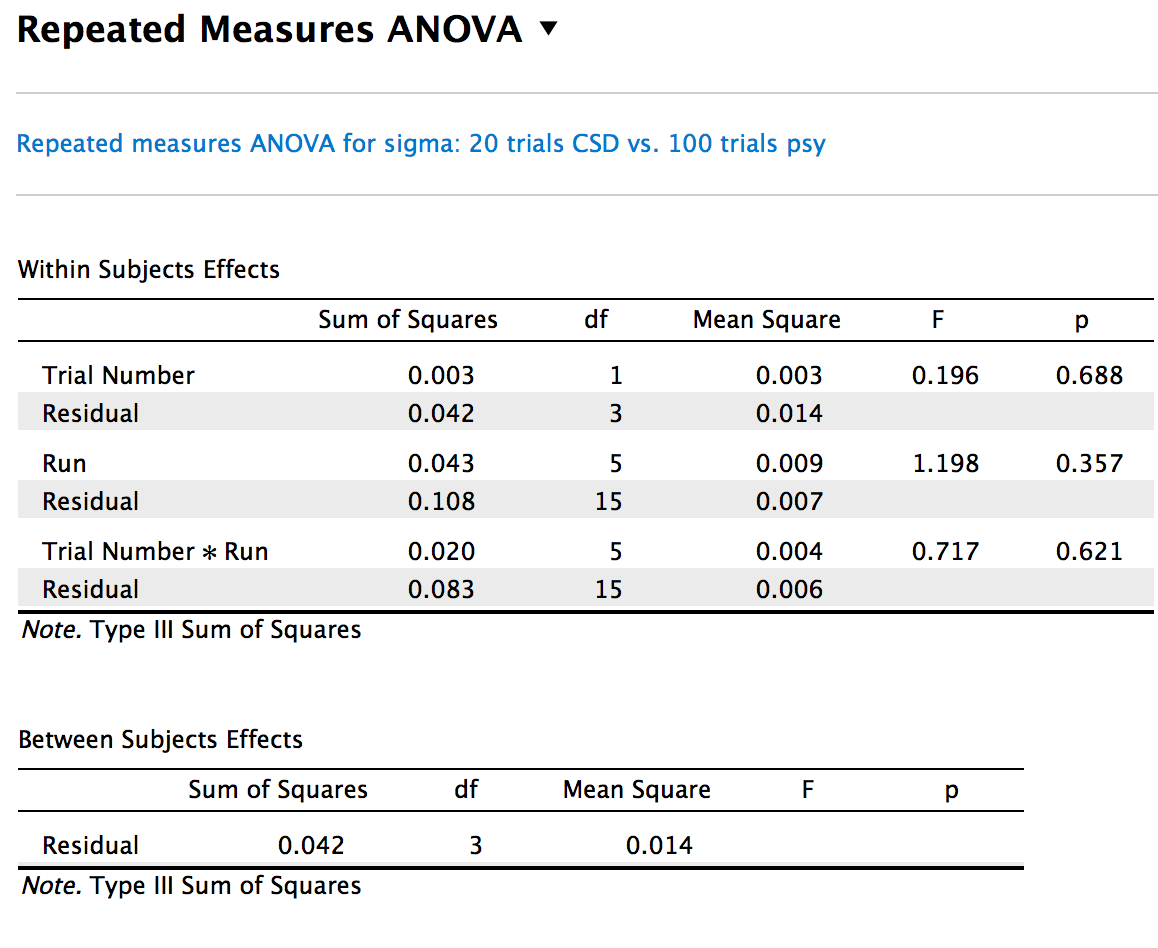 Repeated Measures ANOVA ▼
Repeated measures ANOVA for sigma: 20 trials CSD vs. 100 trials psy
Within Subjects Effects
Sum of Squares df Mean Square F p
Trial Number 0.003 1 0.003 0.196 0.688
Residual 0.042 3 0.014
Run 0.043 5 0.009 1.198 0.357
Residual 0.108 15 0.007
Trial Number * Run 0.020 5 0.004 0.717 0.621
Residual 0.083 15 0.006
Note. Type III Sum of Squares
Between Subjects Effects
Sum of Squares df Mean Square F p
Residual 0.042 3 0.014
Note. Type III Sum of Squares